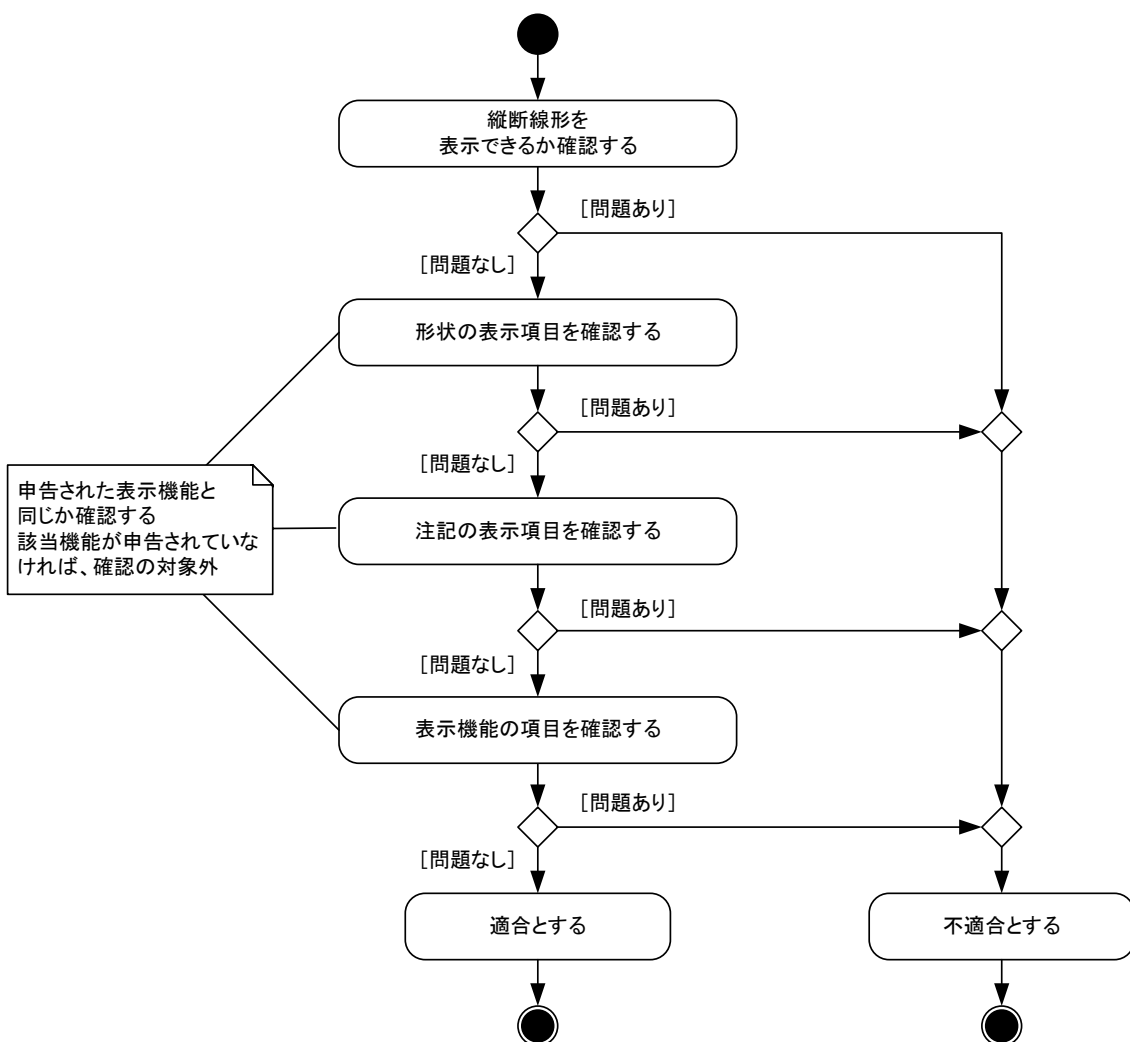 縦断線形を
表示できるか確認する
[問題あり]
[問題なし]
形状の表示項目を確認する
[問題あり]
[問題なし]
申告された表示機能と
同じか確認する
該当機能が申告されていな
ければ、確認の対象外
注記の表示項目を確認する
[問題あり]
[問題なし]
表示機能の項目を確認する
[問題あり]
[問題なし]
適合とする
不適合とする